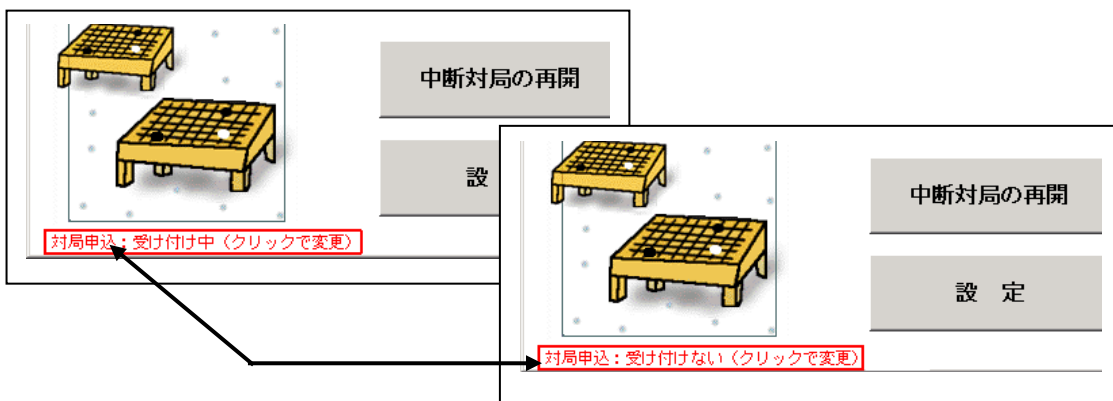 中断対局の再開
設
対局申込：受け付け中（クリックで変更）
中断対局の再開
設　定
対局申込：受け付けない（クリックで変更）